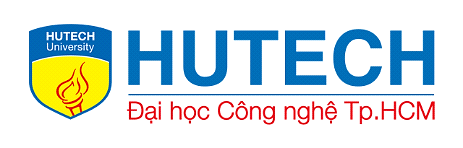 HUTECH
University
HUTECH
Đại học Công nghệ Tp.HCM